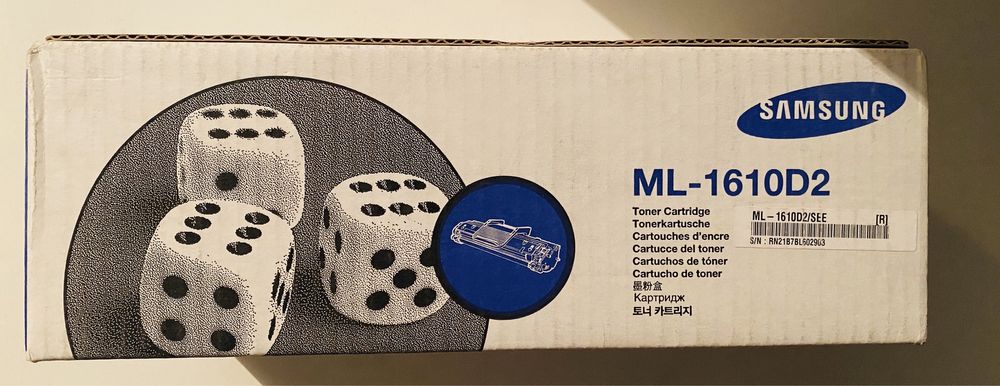 SAMSUNG
ML-1610D2
Toner Cartridge
Tonerkartusche
Cartouches d'encre
Cartucce del toner
Cartuchos de tóner
Cartucho de toner
墨粉盒
Картридж
토너 카트리지
ML-1610D2/SEE [R]
S/N : RN21B7BL602903